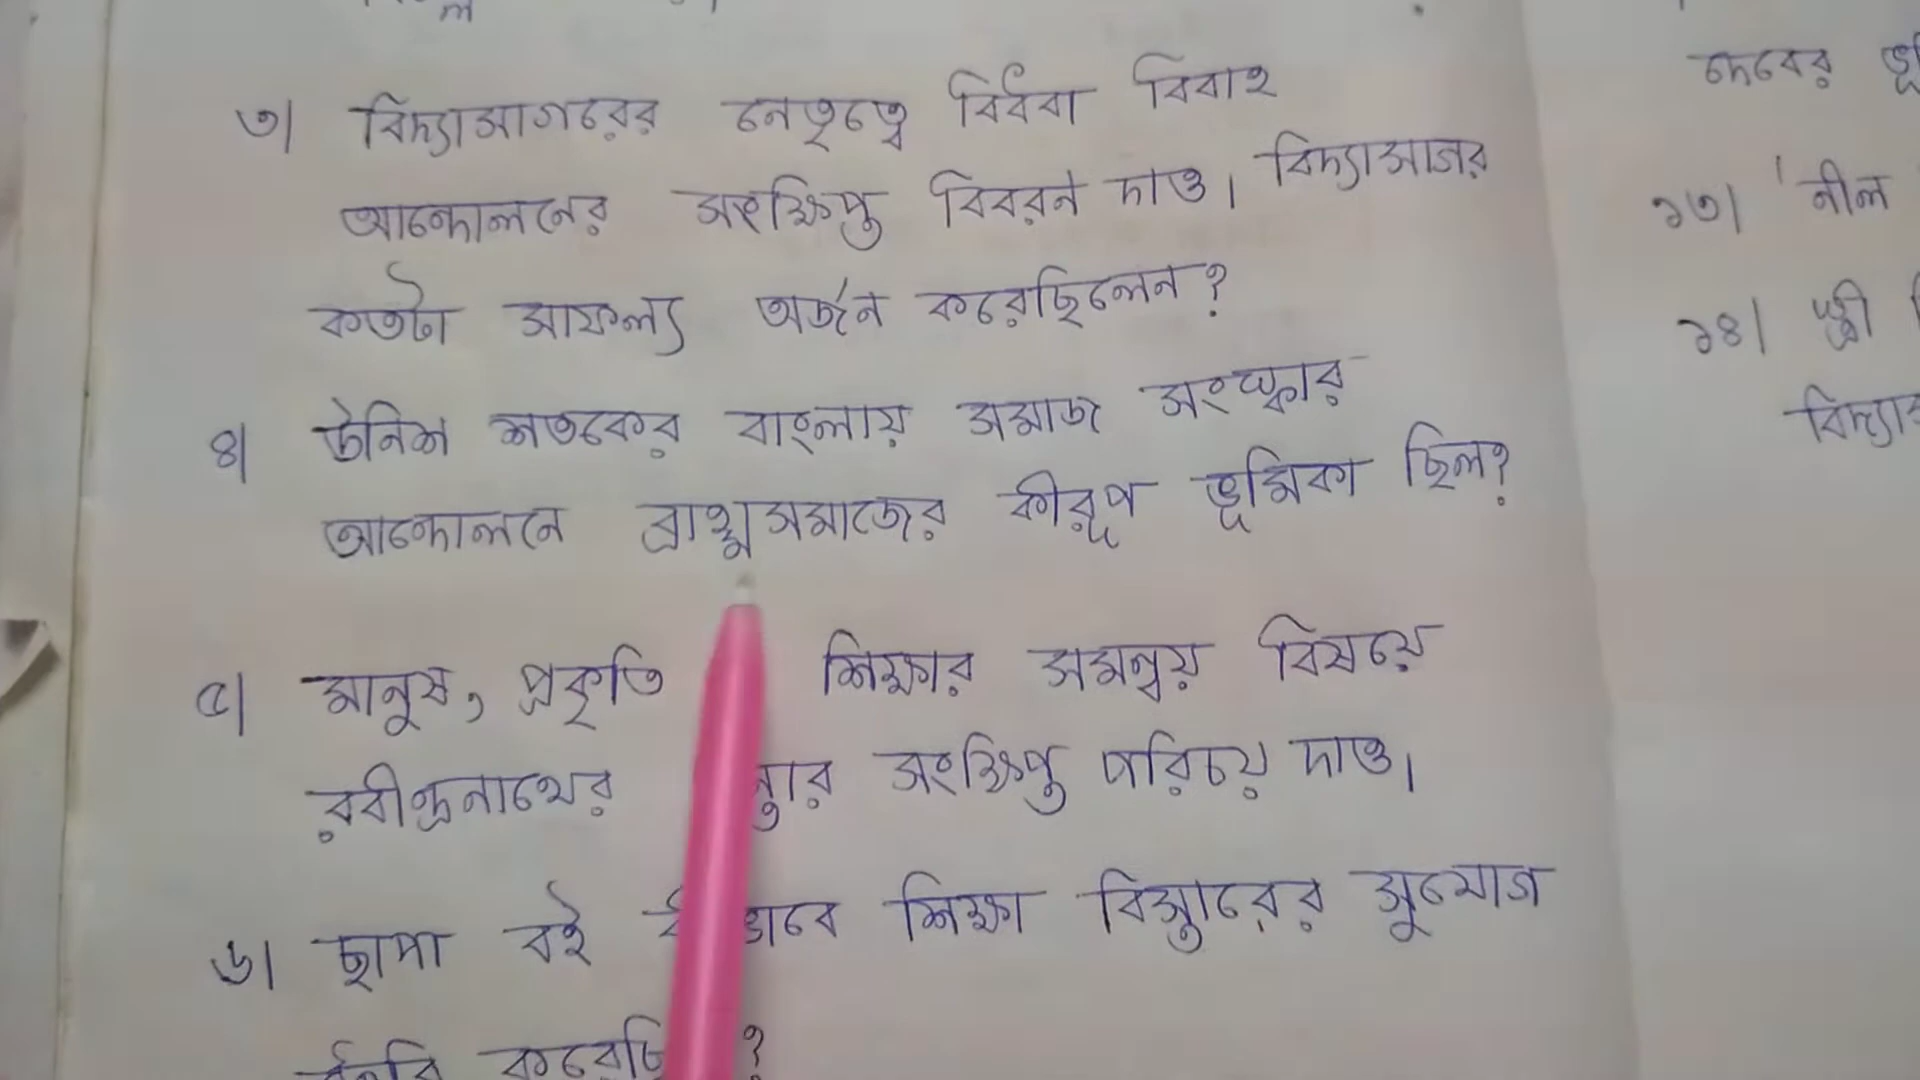 ৩| বিদ্যাসাগরের নেতৃত্বে বিধবা বিবাহ
আন্দোলনের সংক্ষিপ্ত বিবরণ দাও। বিদ্যাসাগর
কতটা সাফল্য অর্জন করেছিলেন?
৪| উনিশ শতকের বাংলায় সমাজ সংস্কার
আন্দোলনে ব্রাহ্মসমাজের কীরূপ ভূমিকা ছিল?
৫| মানুষ, প্রকৃতি শিক্ষার সমন্বয় বিষয়ে
রবীন্দ্রনাথের সংক্ষিপ্ত পরিচয় দাও।
৬| ছাপা বই শিক্ষা বিস্তারের সুযোগ
?
দেবের
১৩| 'নীল
১৪| স্ত্রী